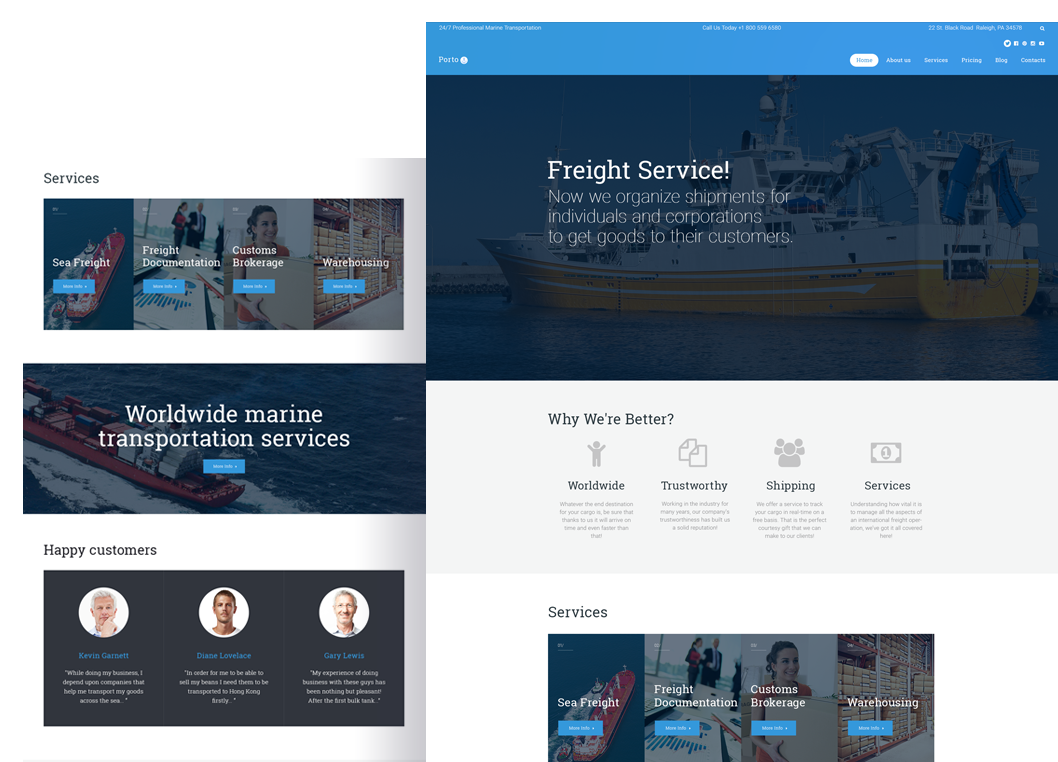 Services
Sea Freight
More Info
Freight
Documentation
More Info
Customs
Brokerage
More Info
Warehousing
More Info
Worldwide marine
transportation services
More Info
Happy customers
Kevin Garnett
"While doing my business, I
depend upon companies that
help me transport my goods
across the sea.. "
Diane Lovelace
"In order for me to be able to
sell my beans I need them to be
transported to Hong Kong
firstly..."
Gary Lewis
"My experience of doing
business with these guys has
been nothing but pleasant!
After the first bulk tank..."
24/7 Professional Marine Transportation
Call Us Today +1 800 559 6580
22 St. Black Road Raleigh, PA 34578
Porto
Home About us Services Pricing Blog Contacts
Freight Service!
Now we organize shipments for
individuals and corporations
to get goods to their customers.
Why We're Better?
Worldwide
Whatever the end destination
for your cargo is, be sure that
thanks to us it will arrive on
time and even faster than
that!
Trustworthy
Working in the industry for
many years, our company's
trustworthiness has built us
a solid reputation!
Shipping
We offer a service to track
your cargo in real-time on a
free basis. That is the perfect
courtesy gift that we can
make to our clients!
Services
Understanding how vital it is
to manage all the aspects of
an international freight oper-
ation, we've got it all covered
here!
Services
Sea Freight
More Info
Freight
Documentation
More Info
Customs
Brokerage
More Info
Warehousing
More Info